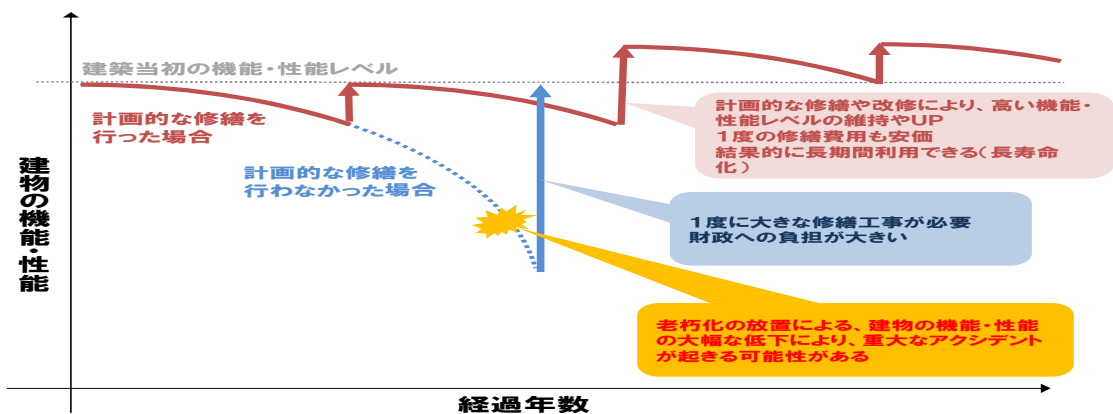 建築当初の機能・性能レベル
計画的な修繕を
行った場合
計画的な修繕や改修により、高い機能・
性能レベルの維持やUP
1度の修繕費用も安価
結果的に長期間利用できる(長寿命
化)
計画的な修繕を
行わなかった場合
建物の機能・性能
1度に大きな修繕工事が必要
財政への負担が大きい
老朽化の放置による、建物の機能・性能
の大幅な低下により、重大なアクシデント
が起きる可能性がある
経過年数